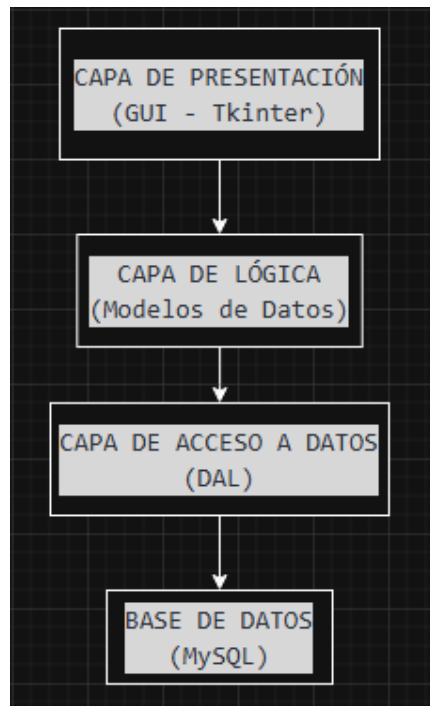 CAPA DE PRESENTACIÓN
(GUI - Tkinter)
CAPA DE LÓGICA
(Modelos de Datos)
CAPA DE ACCESO A DATOS
(DAL)
BASE DE DATOS
(MySQL)